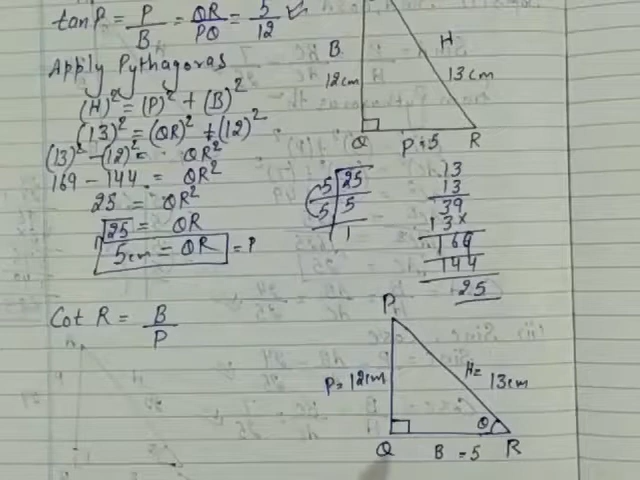 tan P = P/B = QR/PQ = 5/12 ✓
Apply Pythagoras
(H)² = (P)² + (B)²
(13)² = (QR)² + (12)²
(13)² - (12)² = QR²
169 - 144 = QR²
25 = QR²
√25 = QR
5cm = QR = P
B
12cm
H
13cm
Q
P = 5
R
5 | 25
5 | 5
1
13
13
39
13x
169
144
25
Cot R = B/P
P
P = 12cm
H =
13cm
θ
Q
B = 5
R